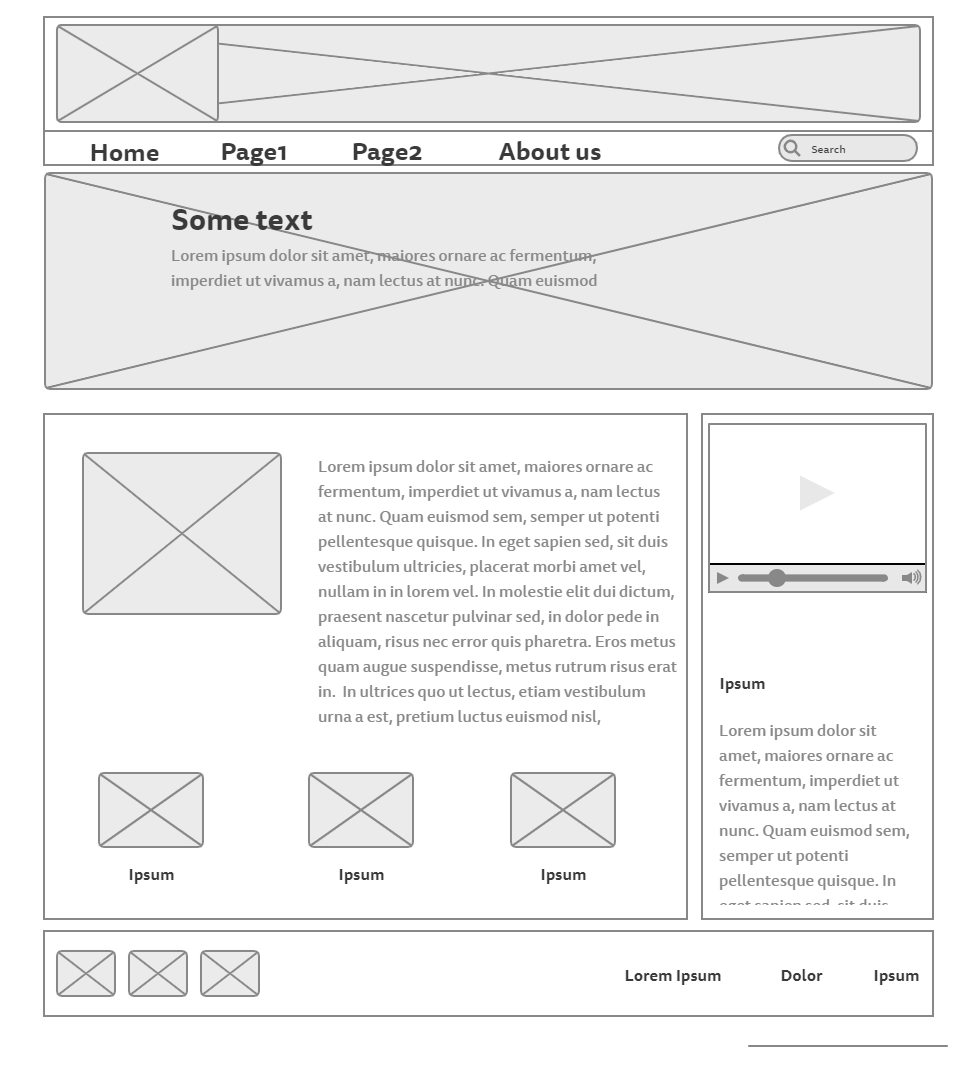 Home Page1 Page2 About us Search
Some text
Lorem ipsum dolor sit amet, maiores ornare ac fermentum,
imperdiet ut vivamus a, nam lectus at nunc. Quam euismod
Lorem ipsum dolor sit amet, maiores ornare ac
fermentum, imperdiet ut vivamus a, nam lectus
at nunc. Quam euismod sem, semper ut potenti
pellentesque quisque. In eget sapien sed, sit duis
vestibulum ultricies, placerat morbi amet vel,
nullam in in lorem vel. In molestie elit dui dictum,
praesent nascetur pulvinar sed, in dolor pede in
aliquam, risus nec error quis pharetra. Eros metus
quam augue suspendisse, metus rutrum risus erat
in.  In ultrices quo ut lectus, etiam vestibulum
urna a est, pretium luctus euismod nisl,
Ipsum Ipsum Ipsum
Ipsum
Lorem ipsum dolor sit
amet, maiores ornare ac
fermentum, imperdiet ut
vivamus a, nam lectus at
nunc. Quam euismod sem,
semper ut potenti
pellentesque quisque. In
eget sapien sed, sit duis
Lorem Ipsum Dolor Ipsum